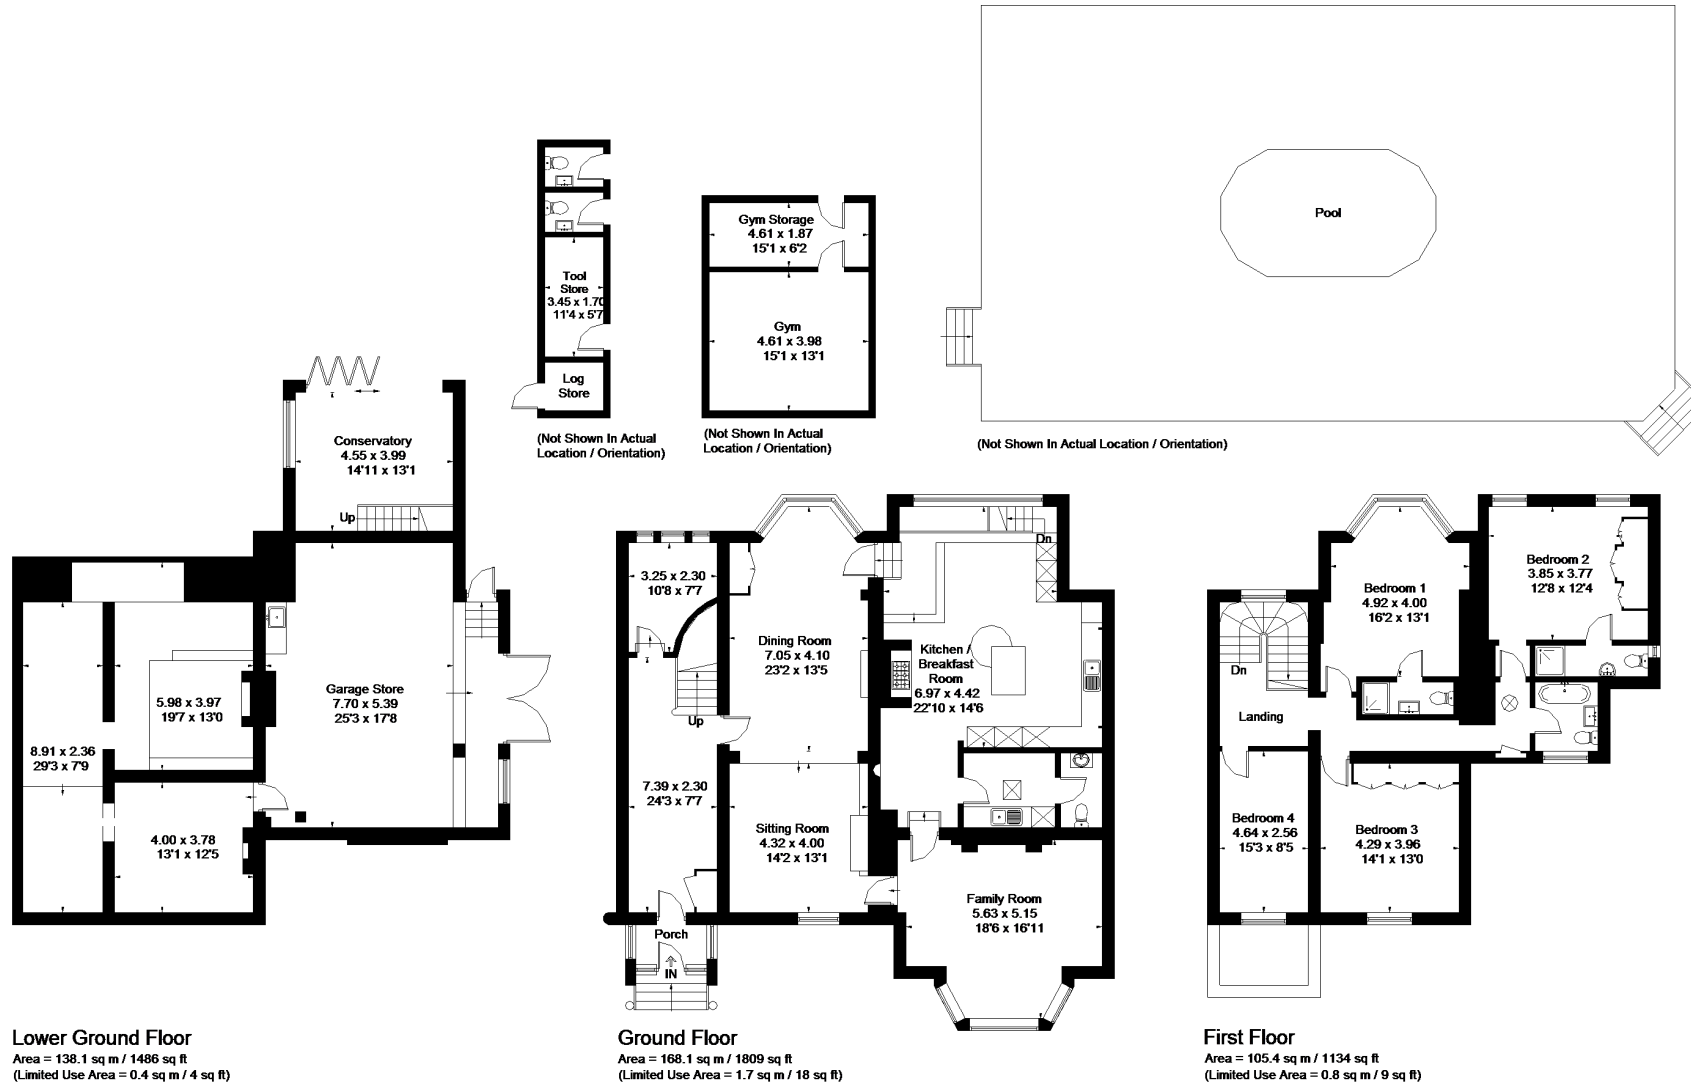 Pool
Gym Storage
4.61 x 1.87
15'1 x 6'2
Tool
Store
3.45 x 1.70
11'4 x 5'7
Gym
4.61 x 3.98
15'1 x 13'1
Log
Store
(Not Shown In Actual
Location / Orientation)
(Not Shown In Actual
Location / Orientation)
(Not Shown In Actual Location / Orientation)
Conservatory
4.55 x 3.99
14'11 x 13'1
Up
Garage Store
7.70 x 5.39
25'3 x 17'8
5.98 x 3.97
19'7 x 13'0
8.91 x 2.36
29'3 x 7'9
4.00 x 3.78
13'1 x 12'5
3.25 x 2.30
10'8 x 7'7
Dn
Dining Room
7.05 x 4.10
23'2 x 13'5
Kitchen /
Breakfast
Room
6.97 x 4.42
22'10 x 14'6
Up
7.39 x 2.30
24'3 x 7'7
Sitting Room
4.32 x 4.00
14'2 x 13'1
Family Room
5.63 x 5.15
18'6 x 16'11
Porch
IN
Bedroom 1
4.92 x 4.00
16'2 x 13'1
Bedroom 2
3.85 x 3.77
12'8 x 12'4
Dn
Landing
Bedroom 4
4.64 x 2.56
15'3 x 8'5
Bedroom 3
4.29 x 3.96
14'1 x 13'0
Lower Ground Floor
Area = 138.1 sq m / 1486 sq ft
(Limited Use Area = 0.4 sq m / 4 sq ft)
Ground Floor
Area = 168.1 sq m / 1809 sq ft
(Limited Use Area = 1.7 sq m / 18 sq ft)
First Floor
Area = 105.4 sq m / 1134 sq ft
(Limited Use Area = 0.8 sq m / 9 sq ft)